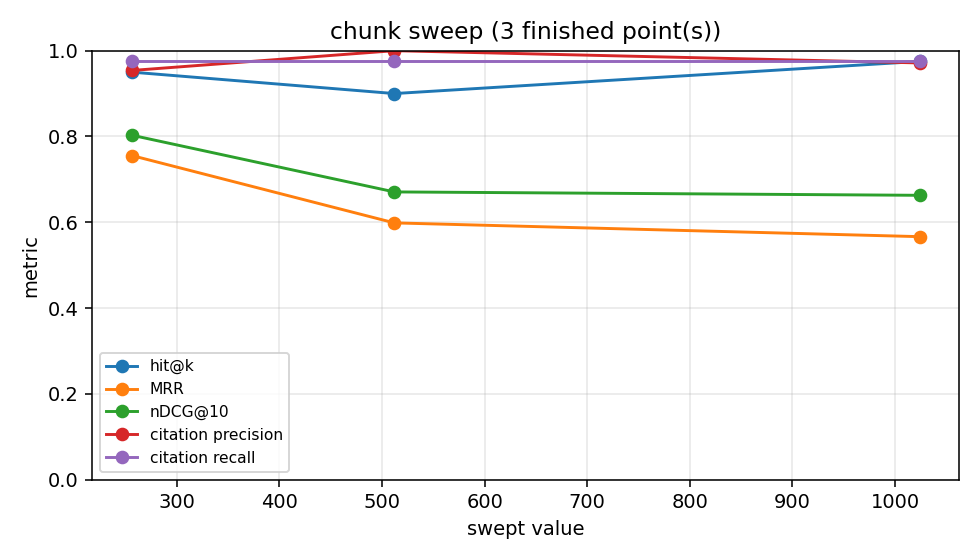 chunk sweep (3 finished point(s))
1.0
0.8
0.6
0.4
0.2
0.0
metric
hit@k
MRR
nDCG@10
citation precision
citation recall
300 400 500 600 700 800 900 1000
swept value